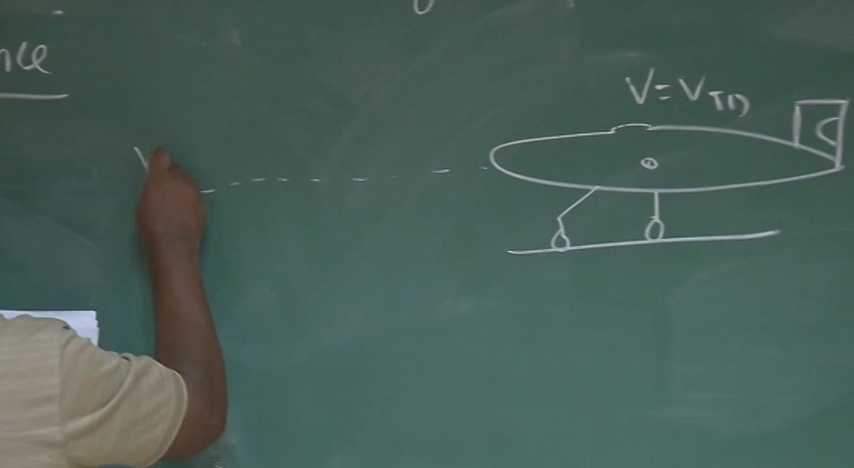 nce
V = V_TD
V